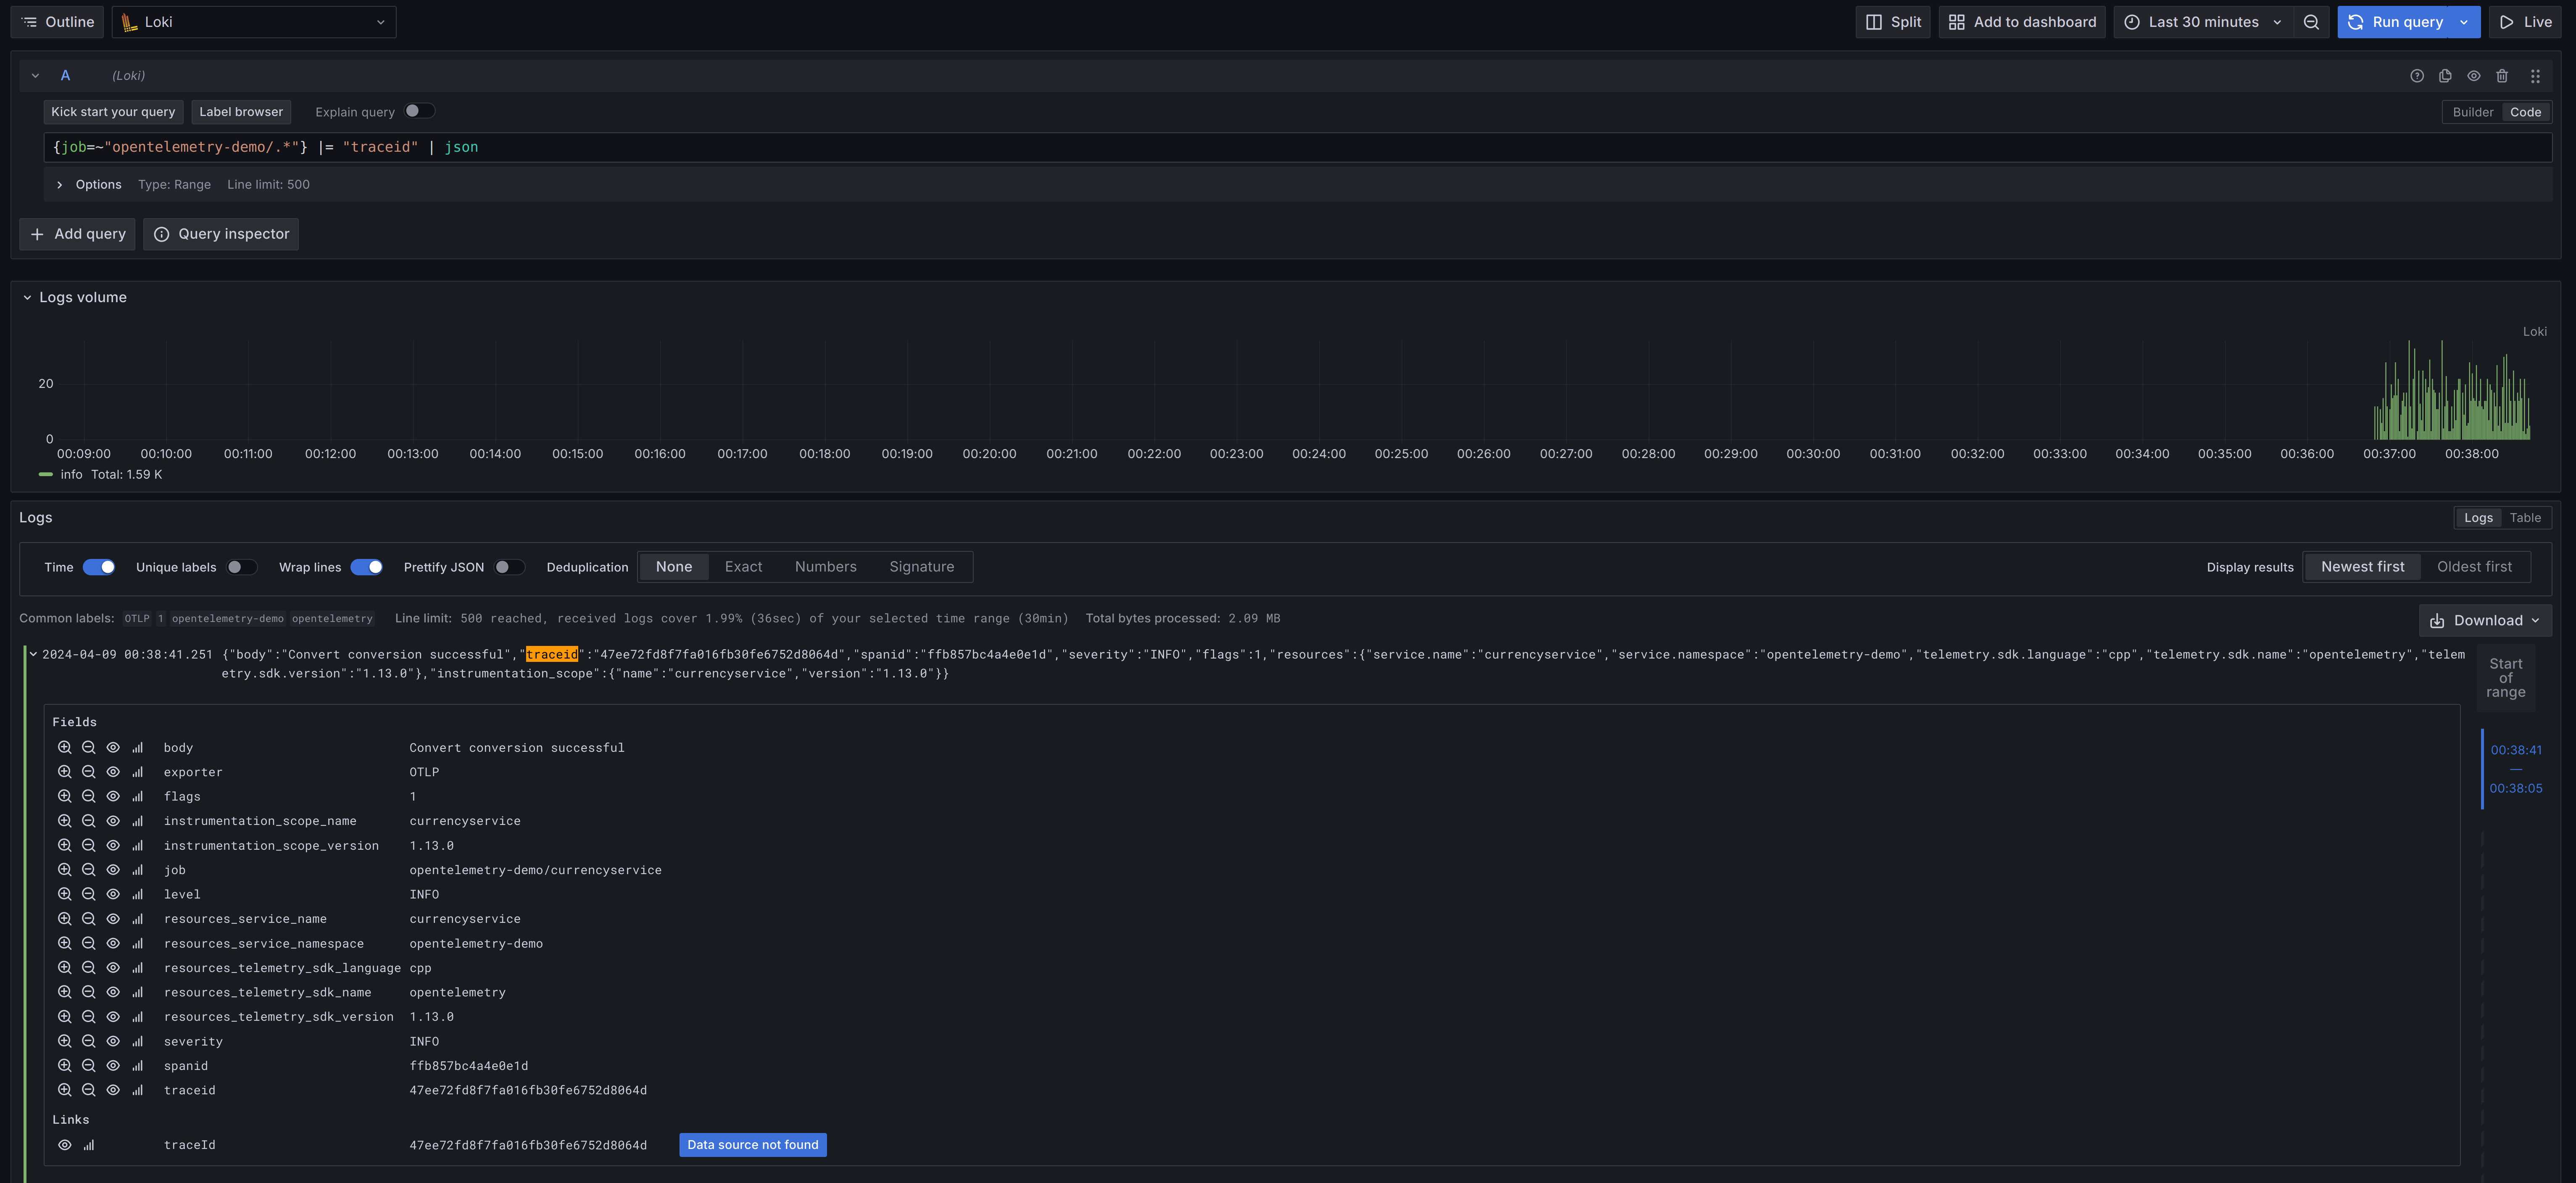 Outline Loki Split Add to dashboard Last 30 minutes Run query Live
A (Loki)
Kick start your query Label browser Explain query Builder Code
{job=~"opentelemetry-demo/.*"} |= "traceid" | json
Options Type: Range Line limit: 500
Add query Query inspector
Logs volume
Loki
20
0
00:09:00 00:10:00 00:11:00 00:12:00 00:13:00 00:14:00 00:15:00 00:16:00 00:17:00 00:18:00 00:19:00 00:20:00 00:21:00 00:22:00 00:23:00 00:24:00 00:25:00 00:26:00 00:27:00 00:28:00 00:29:00 00:30:00 00:31:00 00:32:00 00:33:00 00:34:00 00:35:00 00:36:00 00:37:00 00:38:00
info Total: 1.59 K
Logs Logs Table
Time Unique labels Wrap lines Prettify JSON Deduplication None Exact Numbers Signature Display results Newest first Oldest first
Common labels: OTLP 1 opentelemetry-demo opentelemetry Line limit: 500 reached, received logs cover 1.99% (36sec) of your selected time range (30min) Total bytes processed: 2.09 MB Download
2024-04-09 00:38:41.251 {"body":"Convert conversion successful","traceid":"47ee72fd8f7fa016fb30fe6752d8064d","spanid":"ffb857bc4a4e0e1d","severity":"INFO","flags":1,"resources":{"service.name":"currencyservice","service.namespace":"opentelemetry-demo","telemetry.sdk.language":"cpp","telemetry.sdk.name":"opentelemetry","telem
etry.sdk.version":"1.13.0"},"instrumentation_scope":{"name":"currencyservice","version":"1.13.0"}}
Start
of
range
Fields
body Convert conversion successful
exporter OTLP
flags 1
instrumentation_scope_name currencyservice
instrumentation_scope_version 1.13.0
job opentelemetry-demo/currencyservice
level INFO
resources_service_name currencyservice
resources_service_namespace opentelemetry-demo
resources_telemetry_sdk_language cpp
resources_telemetry_sdk_name opentelemetry
resources_telemetry_sdk_version 1.13.0
severity INFO
spanid ffb857bc4a4e0e1d
traceid 47ee72fd8f7fa016fb30fe6752d8064d
Links
traceId 47ee72fd8f7fa016fb30fe6752d8064d Data source not found
00:38:41
—
00:38:05